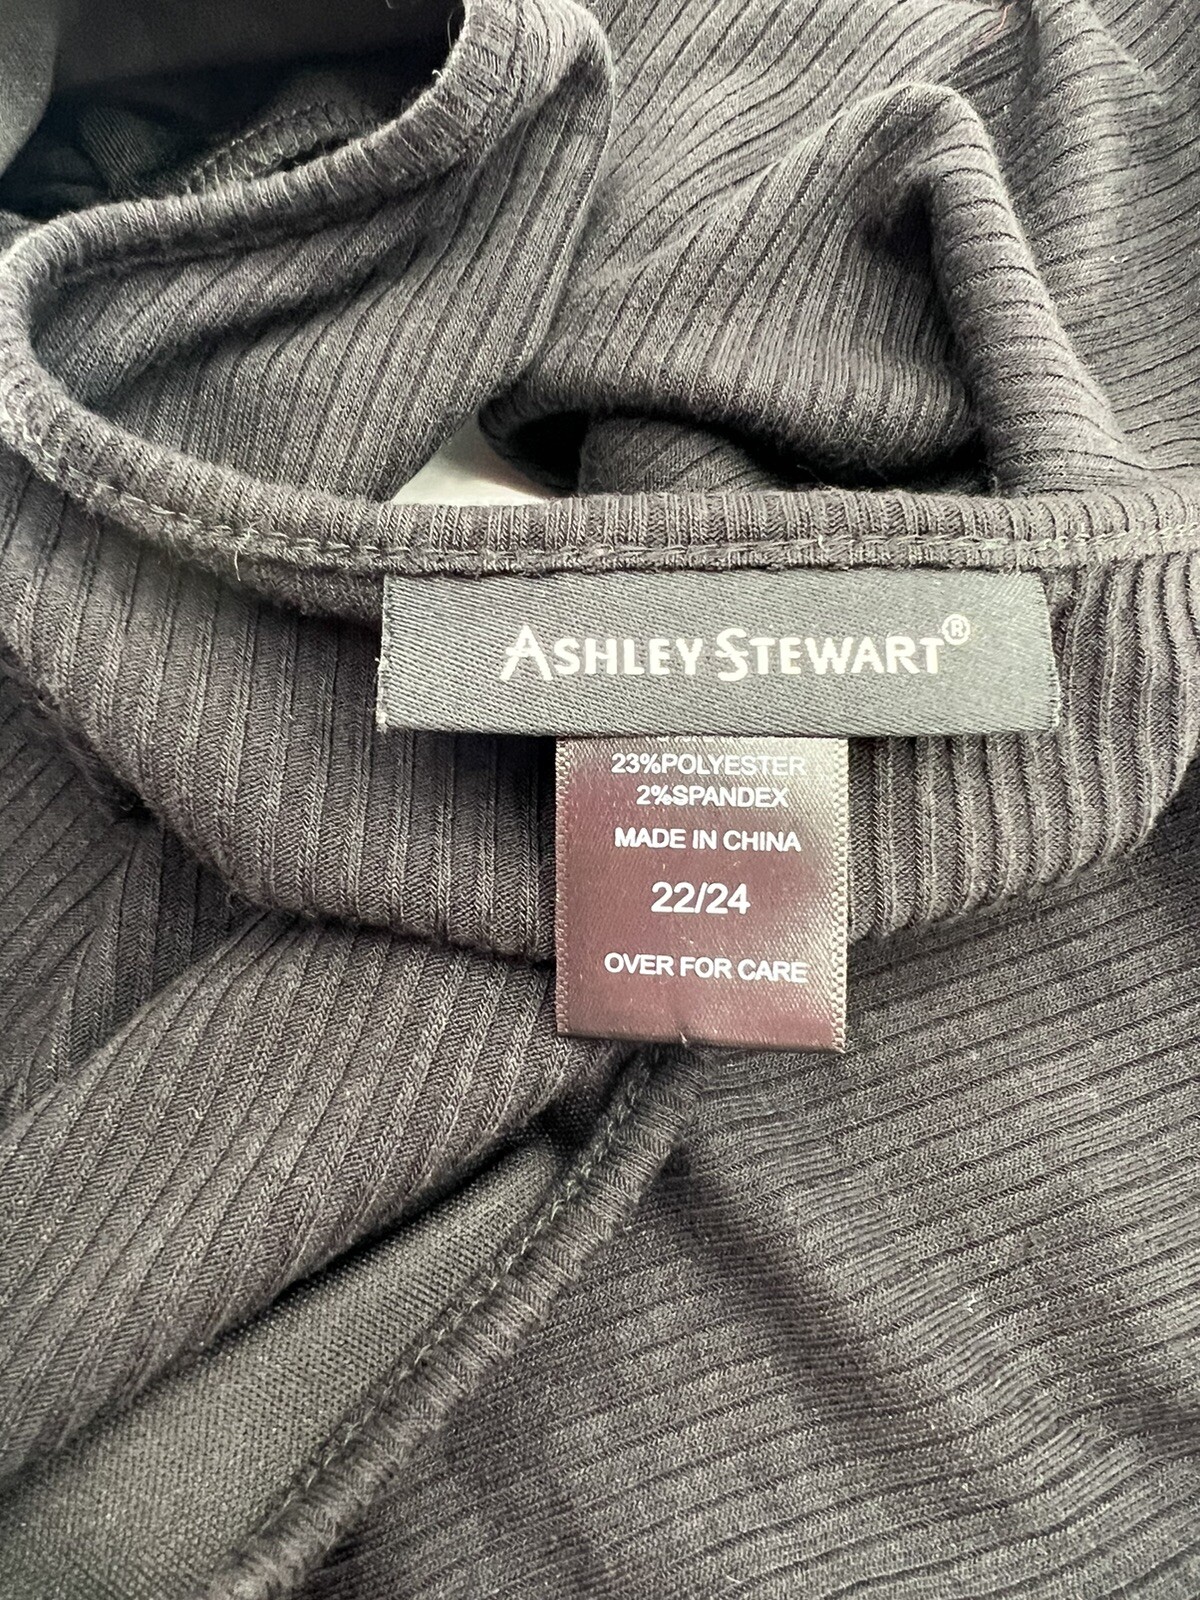 ASHLEY STEWART®
23%POLYESTER
2%SPANDEX
MADE IN CHINA
22/24
OVER FOR CARE